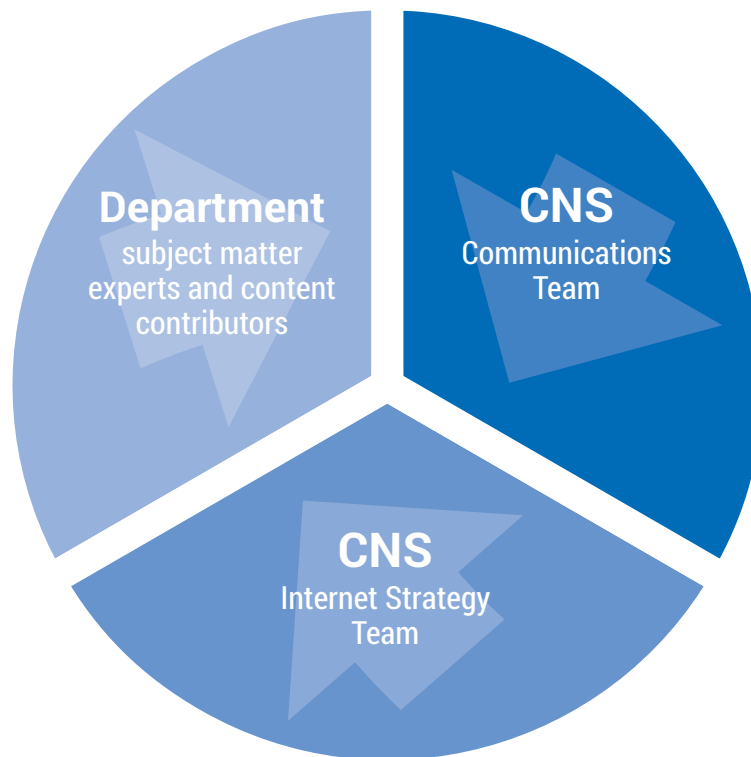 Department
subject matter
experts and content
contributors
CNS
Communications
Team
CNS
Internet Strategy
Team